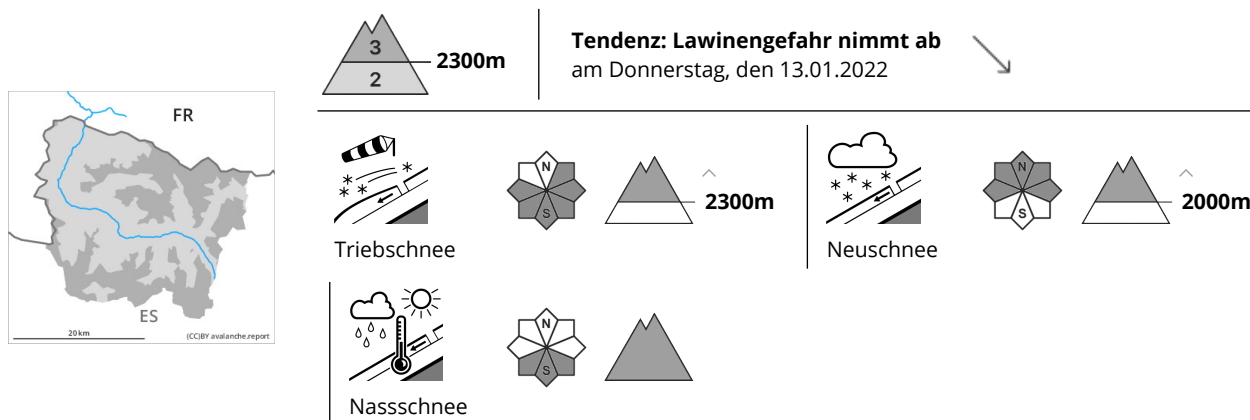 3
2
2300m
Tendenz: Lawinengefahr nimmt ab
am Donnerstag, den 13.01.2022
FR
ES
20 km
(CC)BY avalanche.report
N
S
2300m
Triebschnee
N
S
2000m
Neuschnee
N
S
Nassschnee